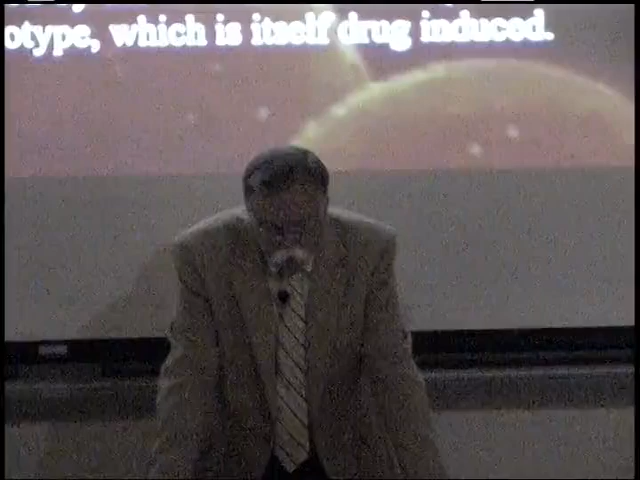 otype, which is itself drug induced.